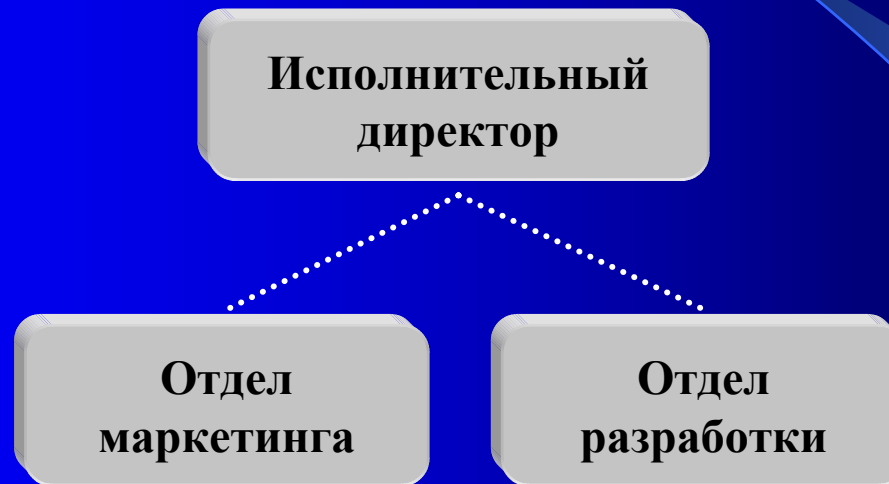 Исполнительный
директор
Отдел
маркетинга
Отдел
разработки